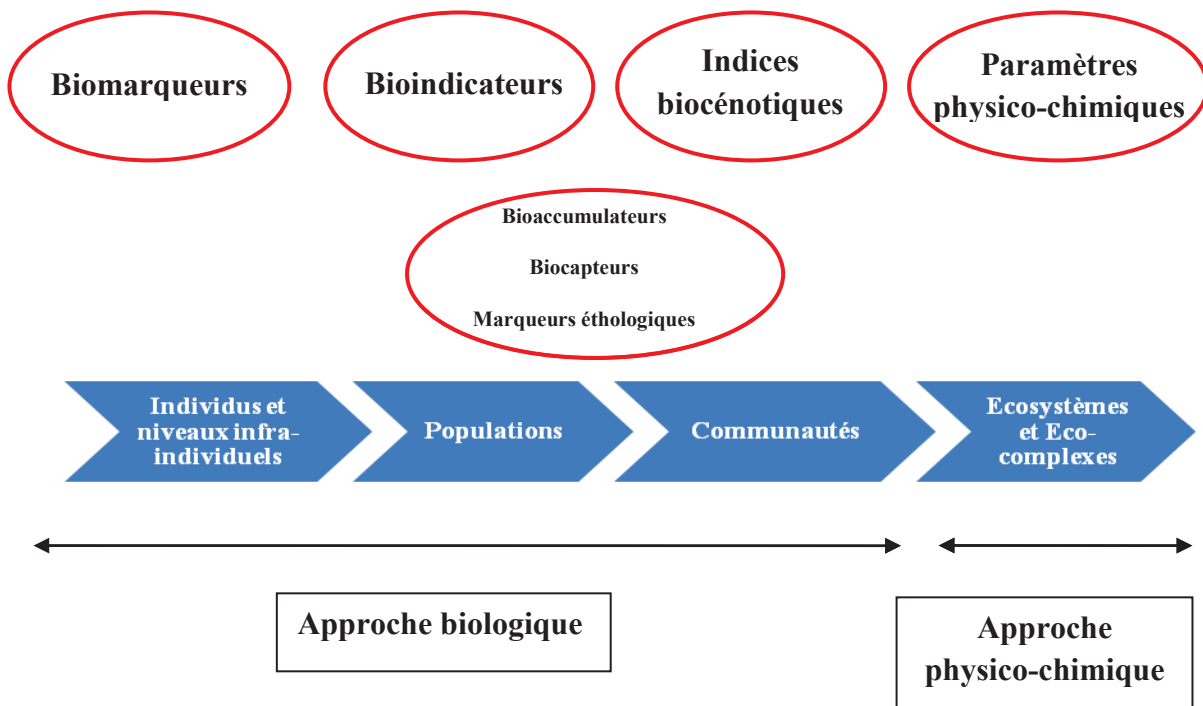 Biomarqueurs
Bioindicateurs
Indices
biocénotiques
Paramètres
physico-chimiques
Bioaccumulateurs
Biocapteurs
Marqueurs éthologiques
Individus et
niveaux infra-
individuels
Populations
Communautés
Ecosystèmes
et Eco-
complexes
Approche biologique
Approche
physico-chimique